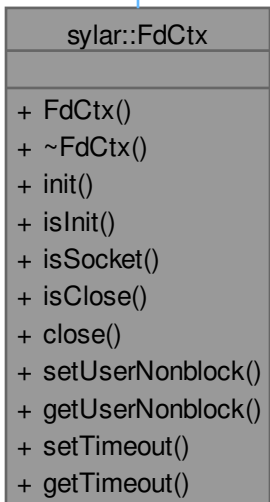 sylar::FdCtx
+ FdCtx()
+ ~FdCtx()
+ init()
+ isInit()
+ isSocket()
+ isClose()
+ close()
+ setUserNonblock()
+ getUserNonblock()
+ setTimeout()
+ getTimeout()